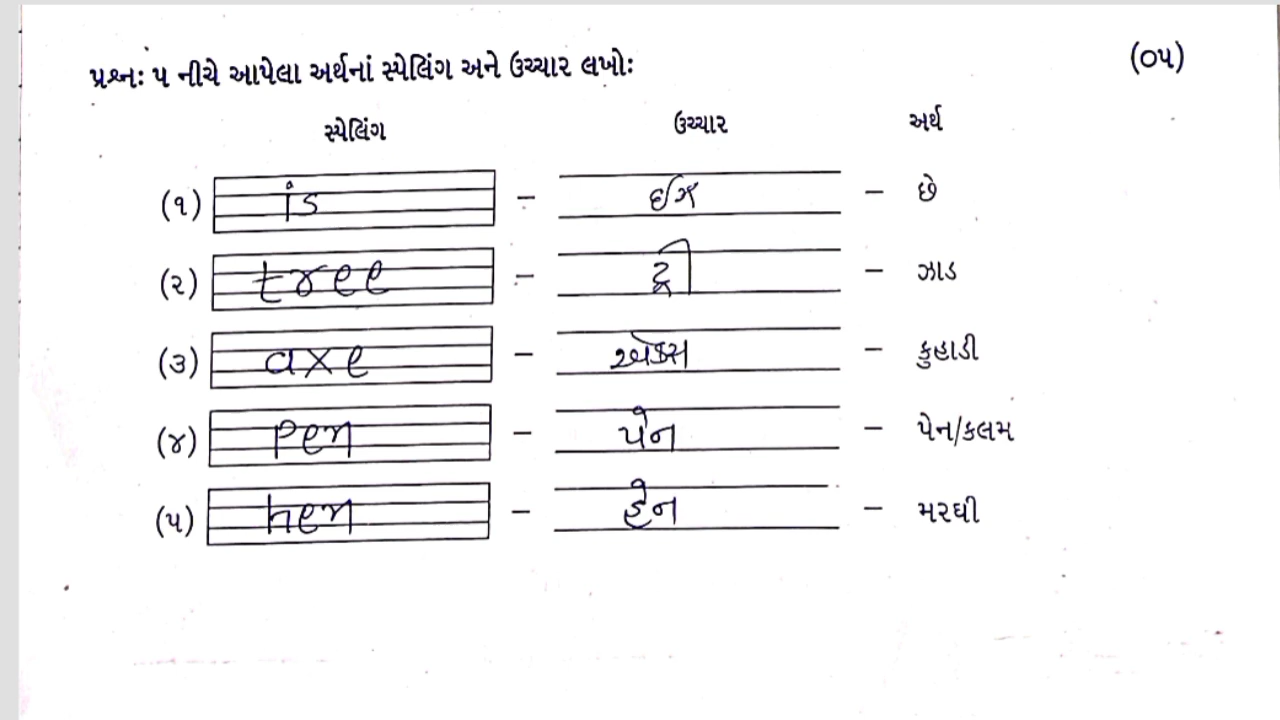 પ્રશ્નઃ ૫ નીચે આપેલા અર્થનાં સ્પેલિંગ અને ઉચ્ચાર લખોઃ (૦૫)
સ્પેલિંગ ઉચ્ચાર અર્થ
(૧) is – ઈઝ – છે
(૨) tree – ટ્રી – ઝાડ
(૩) axe – એક્સ – કુહાડી
(૪) pen – પેન – પેન/કલમ
(૫) hen – હેન – મરઘી